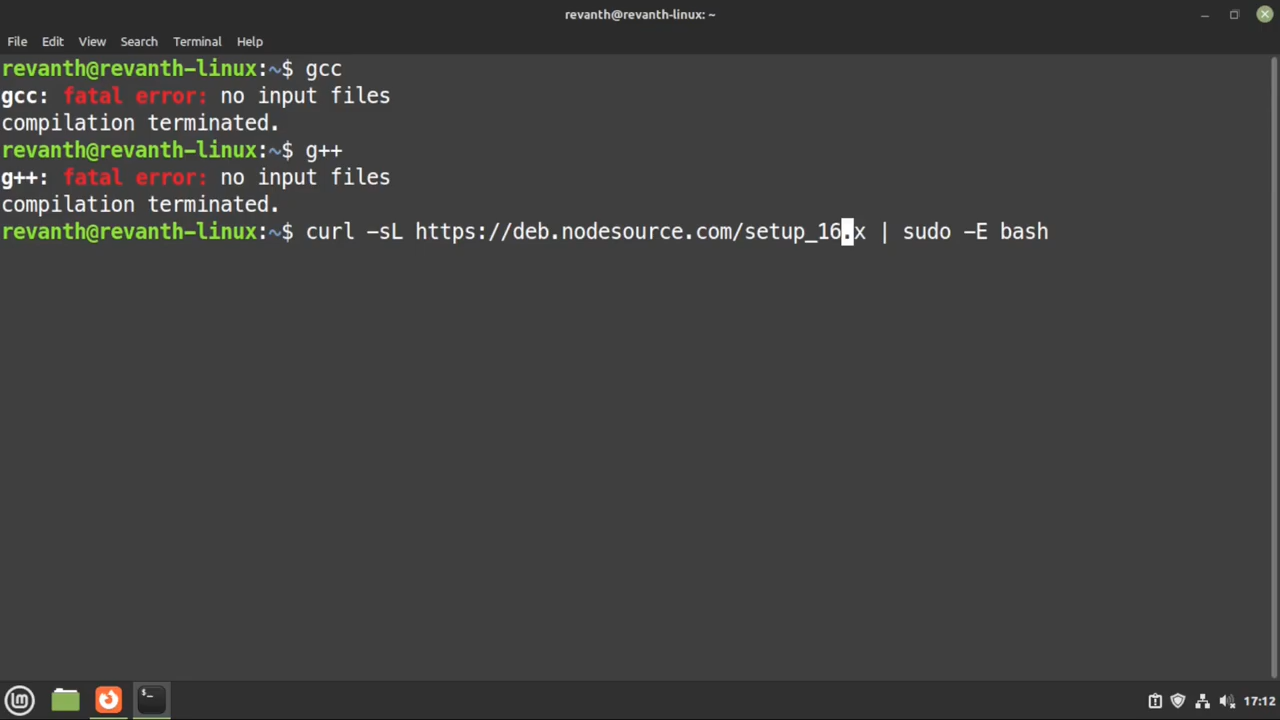 revanth@revanth-linux: ~
File Edit View Search Terminal Help
revanth@revanth-linux:~$ gcc
gcc: fatal error: no input files
compilation terminated.
revanth@revanth-linux:~$ g++
g++: fatal error: no input files
compilation terminated.
revanth@revanth-linux:~$ curl -sL https://deb.nodesource.com/setup_16.x | sudo -E bash
17:12